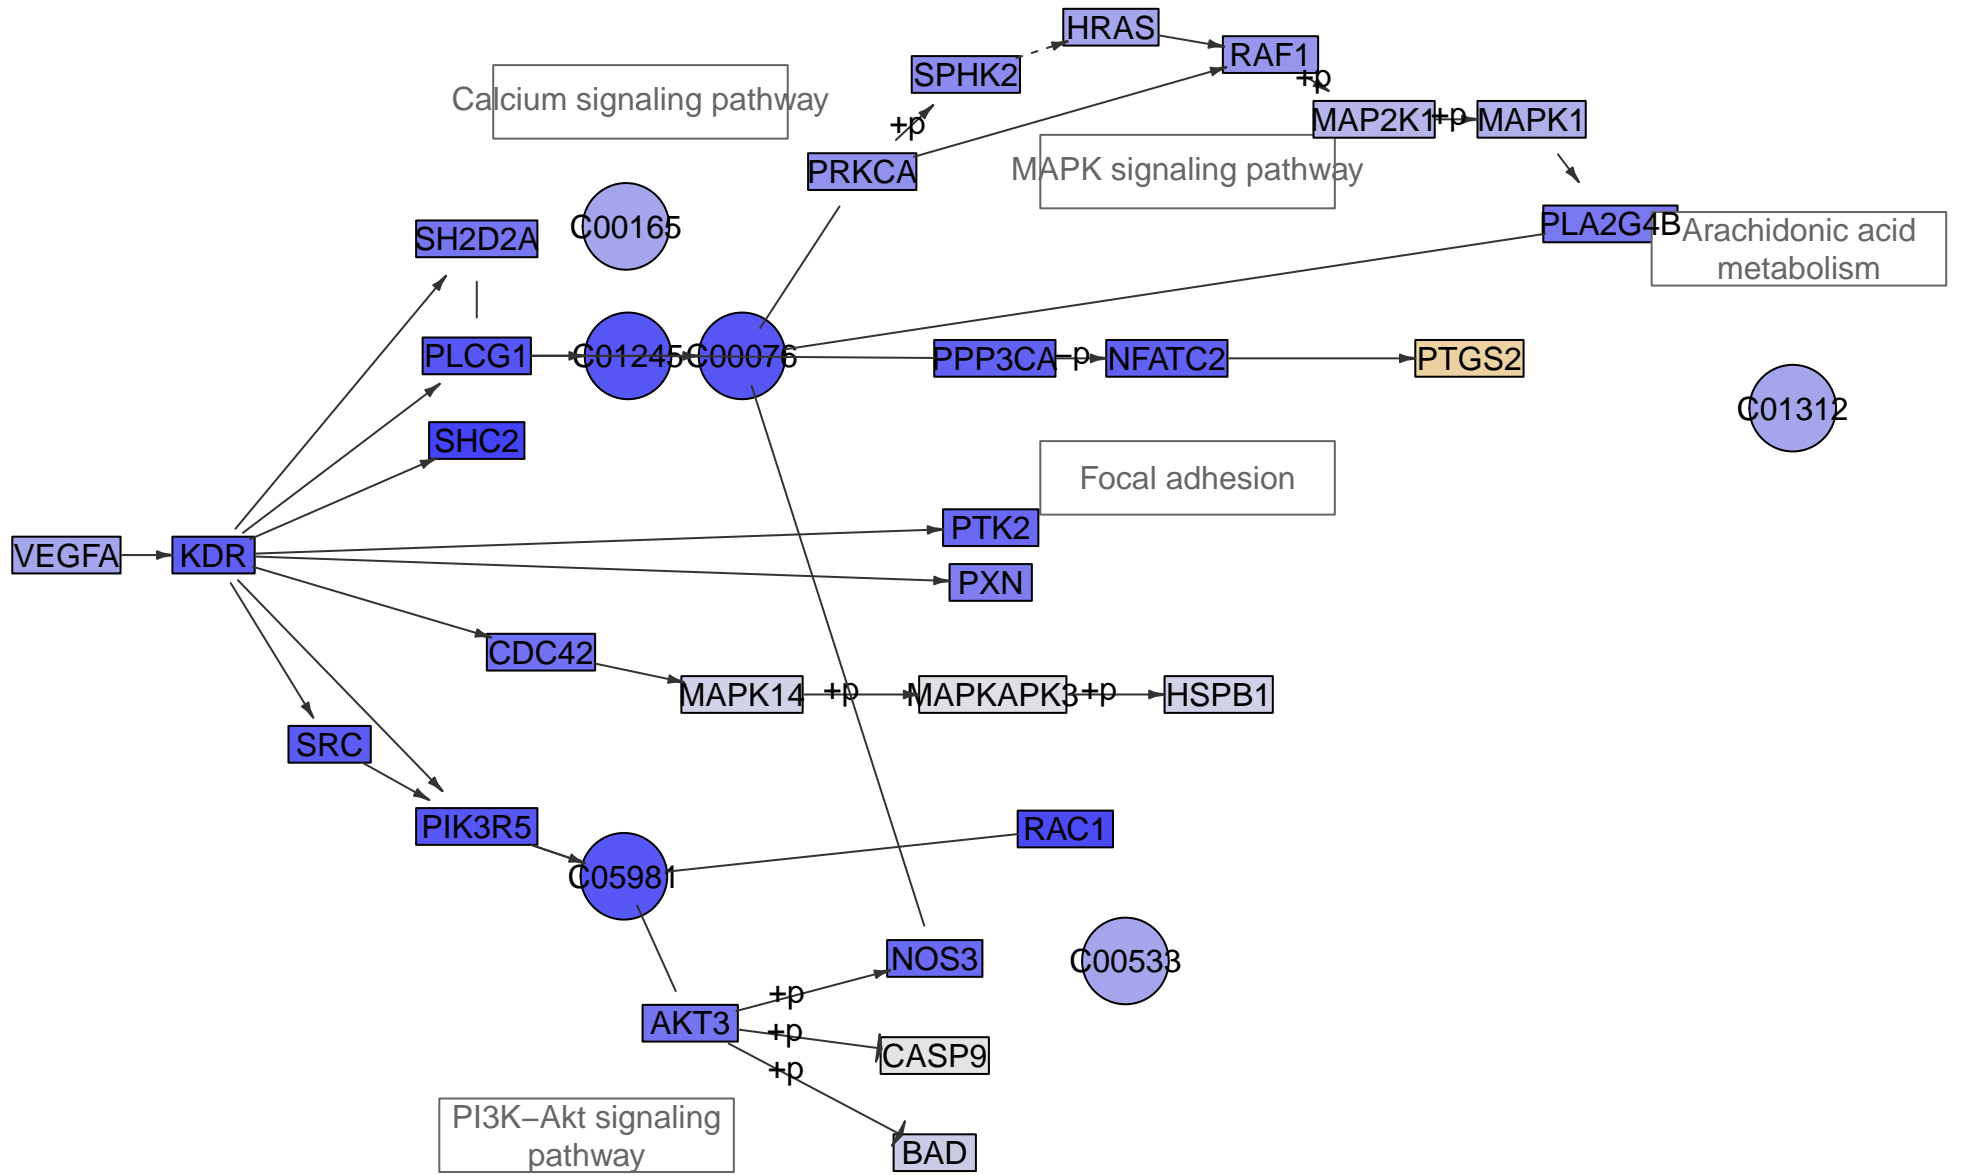 HRAS
RAF1
SPHK2
+p
Calcium signaling pathway
MAP2K1
+p
MAPK1
+p
PRKCA
MAPK signaling pathway
C00165
SH2D2A
PLA2G4B
Arachidonic acid
metabolism
PLCG1
C01245
C00076
PPP3CA
−p
NFATC2
PTGS2
C01312
SHC2
Focal adhesion
PTK2
VEGFA
KDR
PXN
CDC42
MAPK14
+p
MAPKAPK3
+p
HSPB1
SRC
PIK3R5
RAC1
C05981
NOS3
C00533
+p
AKT3
+p
CASP9
+p
PI3K−Akt signaling
pathway
BAD